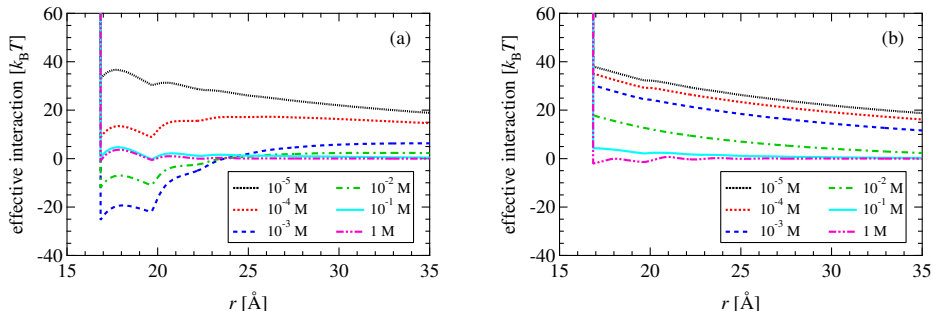 60
40
20
0
-20
-40
effective interaction [k_BT]
(a)
10⁻⁵ M
10⁻⁴ M
10⁻³ M
10⁻² M
10⁻¹ M
1 M
15 20 25 30 35
r [Å]
60
40
20
0
-20
-40
effective interaction [k_BT]
(b)
10⁻⁵ M
10⁻⁴ M
10⁻³ M
10⁻² M
10⁻¹ M
1 M
15 20 25 30 35
r [Å]